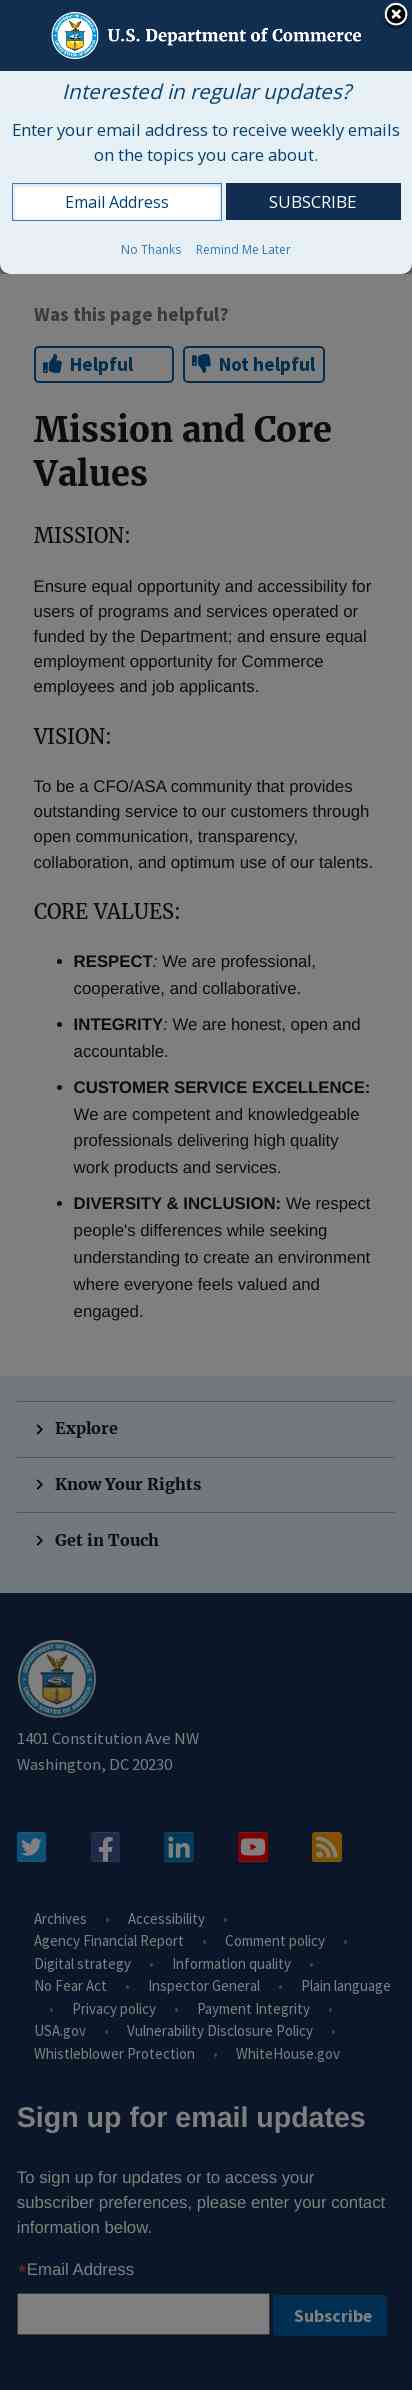 U.S. Department of Commerce
Interested in regular updates?
Enter your email address to receive weekly emails
on the topics you care about.
Email Address SUBSCRIBE
No Thanks Remind Me Later
Was this page helpful?
Helpful Not helpful
Mission and Core
Values
MISSION:
Ensure equal opportunity and accessibility for
users of programs and services operated or
funded by the Department; and ensure equal
employment opportunity for Commerce
employees and job applicants.
VISION:
To be a CFO/ASA community that provides
outstanding service to our customers through
open communication, transparency,
collaboration, and optimum use of our talents.
CORE VALUES:
• RESPECT: We are professional,
cooperative, and collaborative.
• INTEGRITY: We are honest, open and
accountable.
• CUSTOMER SERVICE EXCELLENCE:
We are competent and knowledgeable
professionals delivering high quality
work products and services.
• DIVERSITY & INCLUSION: We respect
people's differences while seeking
understanding to create an environment
where everyone feels valued and
engaged.
Explore
Know Your Rights
Get in Touch
DEPARTMENT OF COMMERCE
UNITED STATES OF AMERICA
1401 Constitution Ave NW
Washington, DC 20230
Archives • Accessibility •
Agency Financial Report • Comment policy •
Digital strategy • Information quality •
No Fear Act • Inspector General • Plain language
• Privacy policy • Payment Integrity •
USA.gov • Vulnerability Disclosure Policy •
Whistleblower Protection • WhiteHouse.gov
Sign up for email updates
To sign up for updates or to access your
subscriber preferences, please enter your contact
information below.
*Email Address
Subscribe